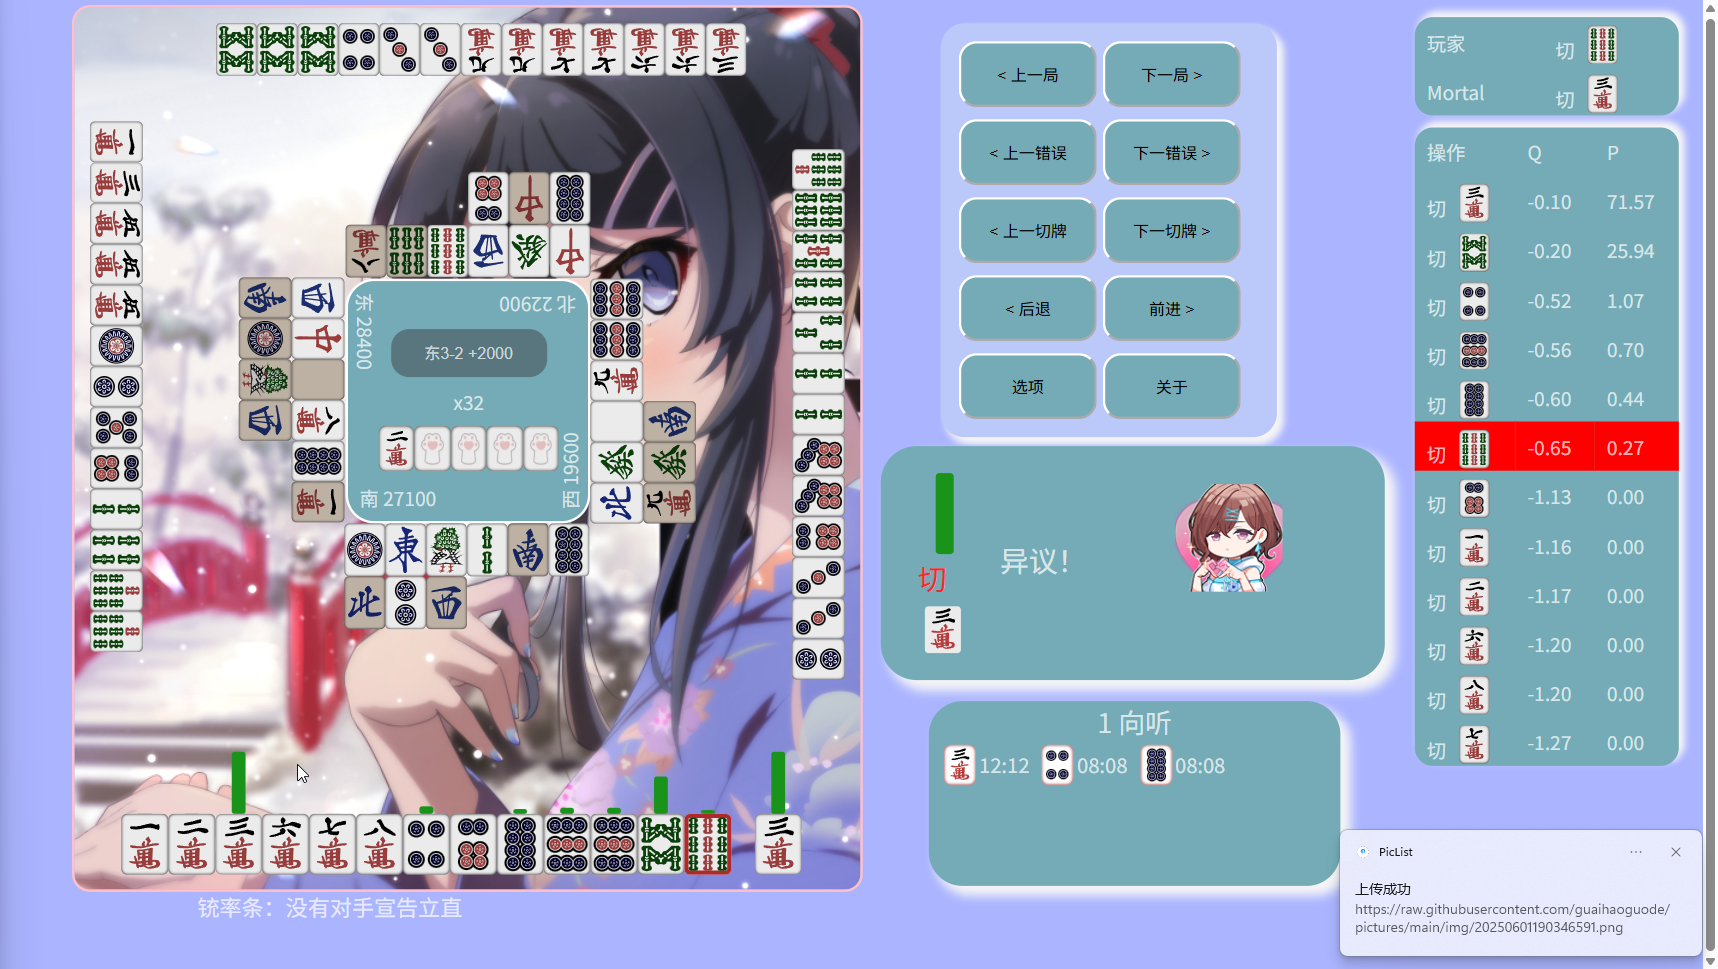 < 上一局
下一局 >
< 上一错误
下一错误 >
< 上一切牌
下一切牌 >
< 后退
前进 >
选项
关于
玩家
切
Mortal
切
操作 Q P
切 -0.10 71.57
切 -0.20 25.94
切 -0.52 1.07
切 -0.56 0.70
切 -0.60 0.44
切 -0.65 0.27
切 -1.13 0.00
切 -1.16 0.00
切 -1.17 0.00
切 -1.20 0.00
切 -1.20 0.00
切 -1.27 0.00
东 28400
北 22900
东3-2 +2000
x32
南 27100
西 19600
异议！
切
1 向听
12:12 08:08 08:08
铳率条：没有对手宣告立直
PicList
上传成功
https://raw.githubusercontent.com/guaihaoguode/
pictures/main/img/20250601190346591.png